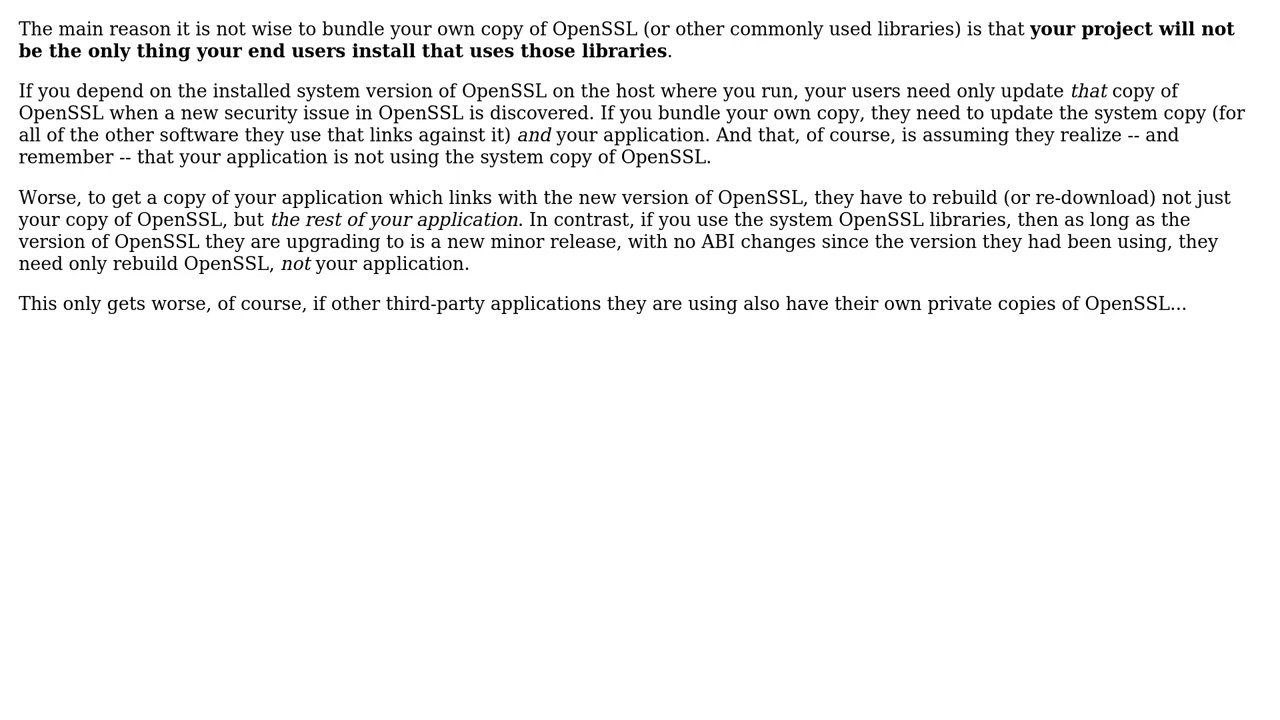 The main reason it is not wise to bundle your own copy of OpenSSL (or other commonly used libraries) is that your project will not
be the only thing your end users install that uses those libraries.
If you depend on the installed system version of OpenSSL on the host where you run, your users need only update that copy of
OpenSSL when a new security issue in OpenSSL is discovered. If you bundle your own copy, they need to update the system copy (for
all of the other software they use that links against it) and your application. And that, of course, is assuming they realize -- and
remember -- that your application is not using the system copy of OpenSSL.
Worse, to get a copy of your application which links with the new version of OpenSSL, they have to rebuild (or re-download) not just
your copy of OpenSSL, but the rest of your application. In contrast, if you use the system OpenSSL libraries, then as long as the
version of OpenSSL they are upgrading to is a new minor release, with no ABI changes since the version they had been using, they
need only rebuild OpenSSL, not your application.
This only gets worse, of course, if other third-party applications they are using also have their own private copies of OpenSSL...